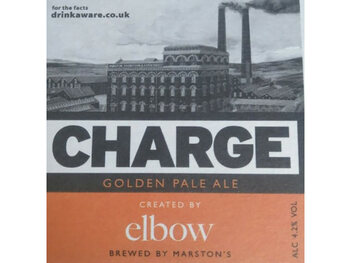 for the facts
drinkaware.co.uk
CHARGE
GOLDEN PALE ALE
CREATED BY
elbow
BREWED BY MARSTON'S
ALC 4.2% VOL